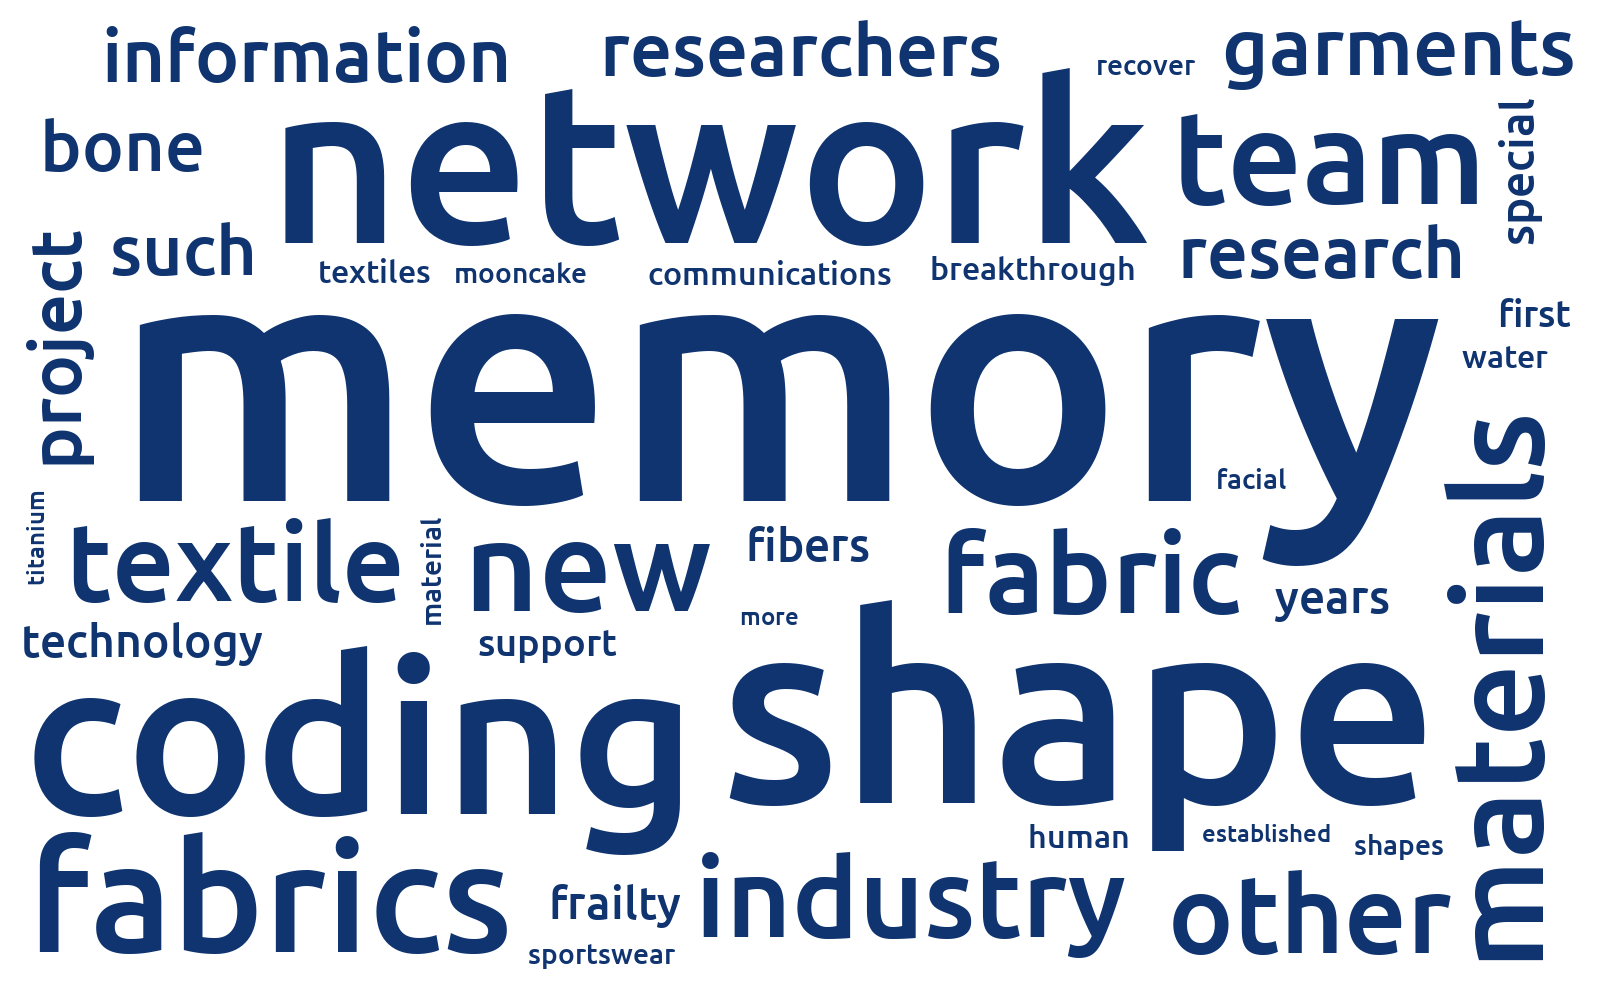 information
researchers
recover
garments
bone
network
team
special
such
research
project
textiles
mooncake
communications
breakthrough
memory
first
water
facial
materials
titanium
textile
material
new
fibers
fabric
years
technology
support
more
coding
shape
human
established
shapes
fabrics
frailty
industry
other
sportswear